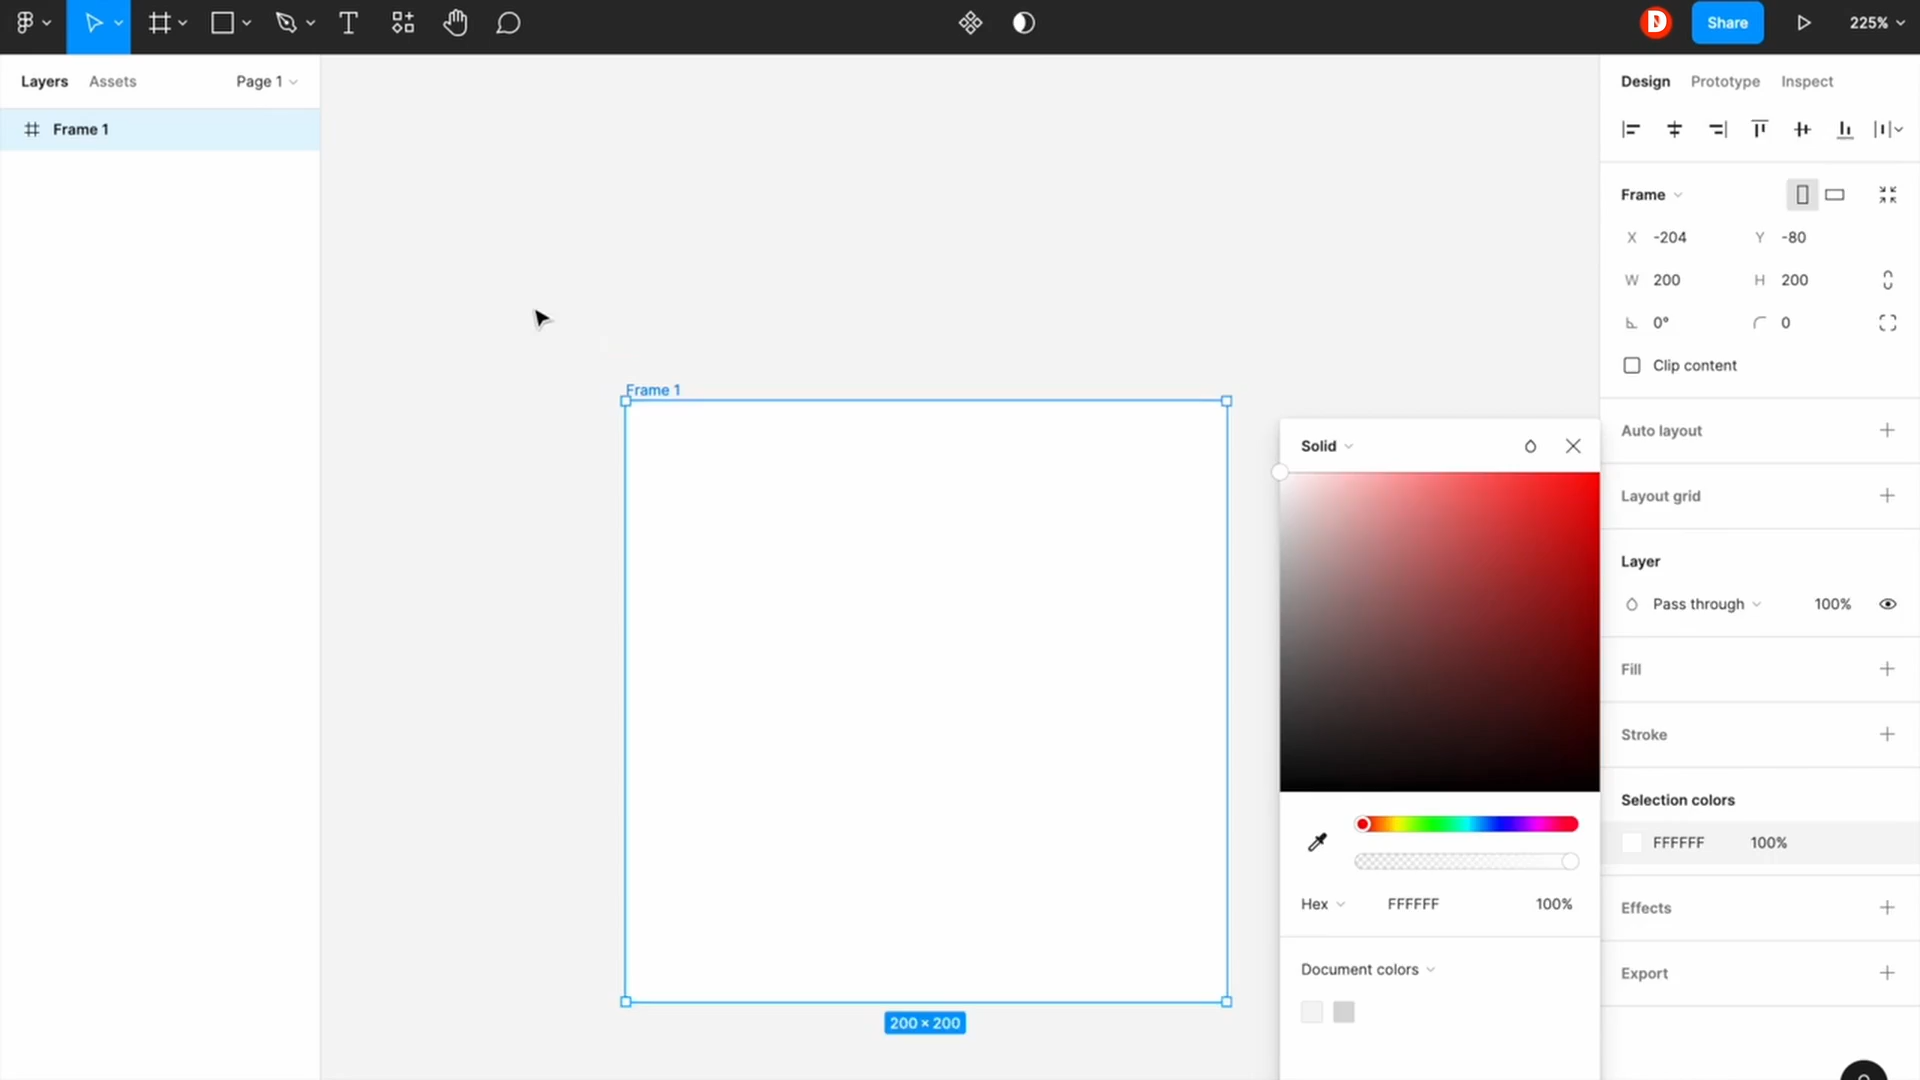 T
D
Share
225%
Layers
Assets
Page 1
Design
Prototype
Inspect
Frame 1
Frame
X -204
Y -80
W 200
H 200
0°
0
Clip content
Frame 1
Auto layout
Solid
Layout grid
Layer
Pass through
100%
Fill
Stroke
Selection colors
FFFFFF
100%
Hex
FFFFFF
100%
Effects
Document colors
Export
200 × 200